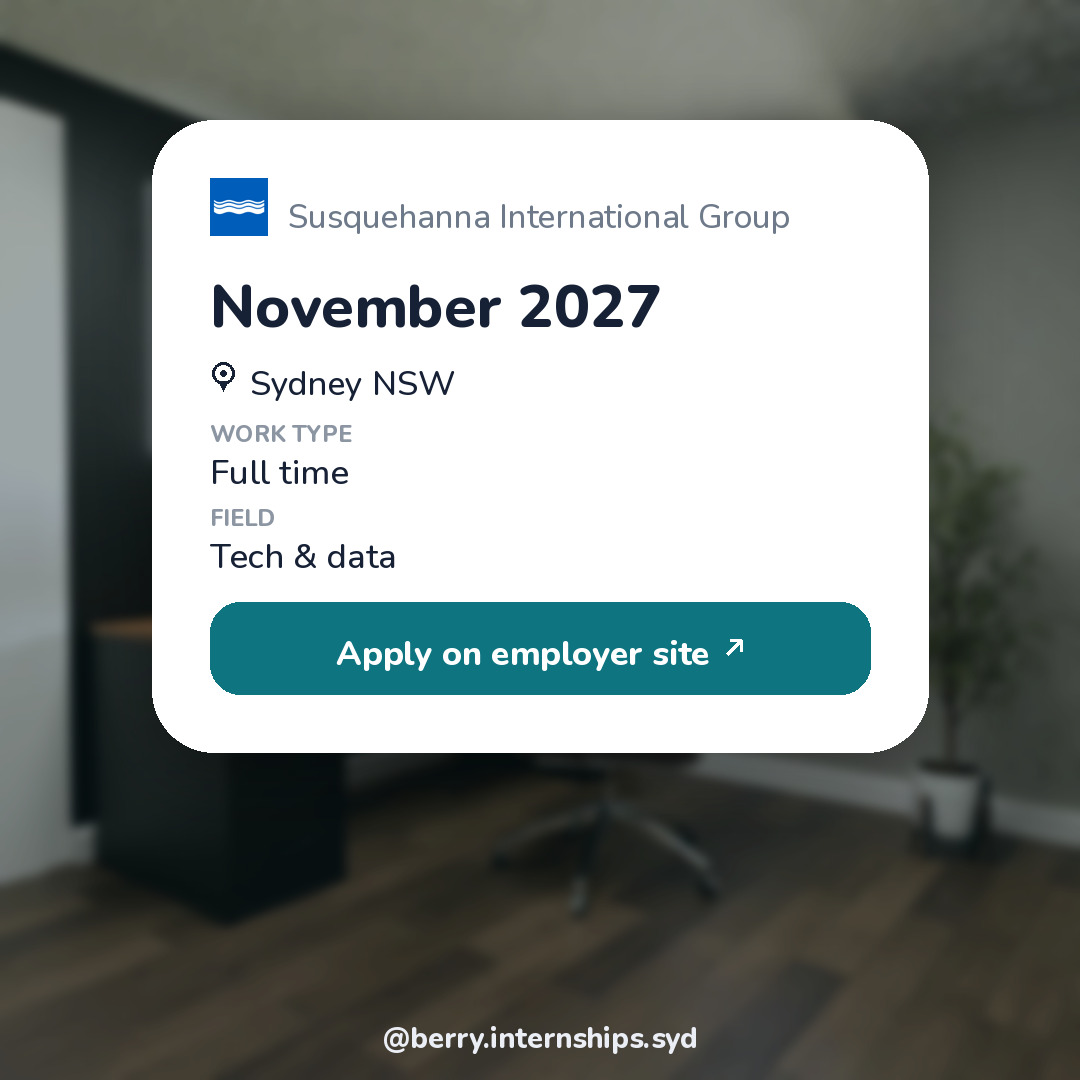 Susquehanna International Group
November 2027
Sydney NSW
WORK TYPE
Full time
FIELD
Tech & data
Apply on employer site
@berry.internships.syd